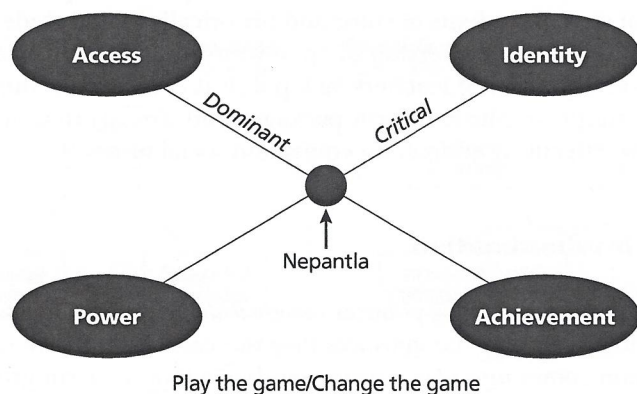 Access
Identity
Dominant
Critical
Nepantla
Power
Achievement
Play the game/Change the game